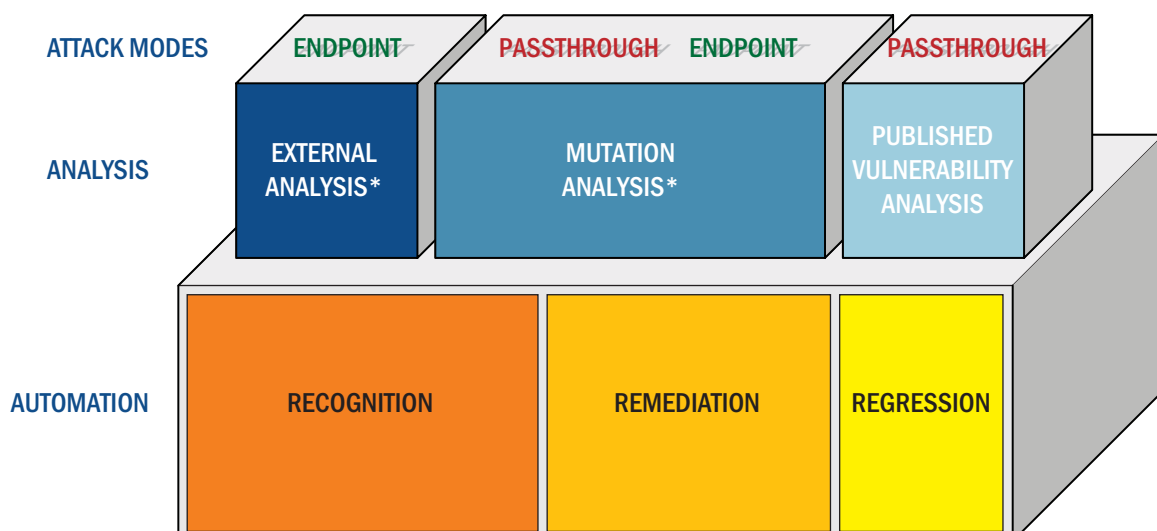 ATTACK MODES
ENDPOINT
PASSTHROUGH ENDPOINT
PASSTHROUGH
ANALYSIS
EXTERNAL
ANALYSIS*
MUTATION
ANALYSIS*
PUBLISHED
VULNERABILITY
ANALYSIS
AUTOMATION
RECOGNITION
REMEDIATION
REGRESSION